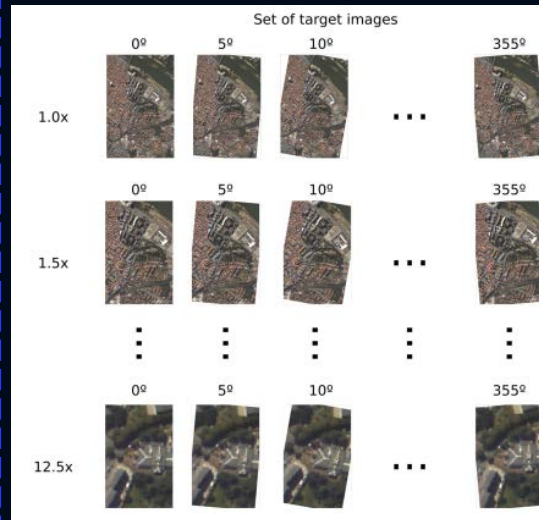 Set of target images
0º 5º 10º 355º
1.0x ...
0º 5º 10º 355º
1.5x ...
0º 5º 10º 355º
12.5x ...